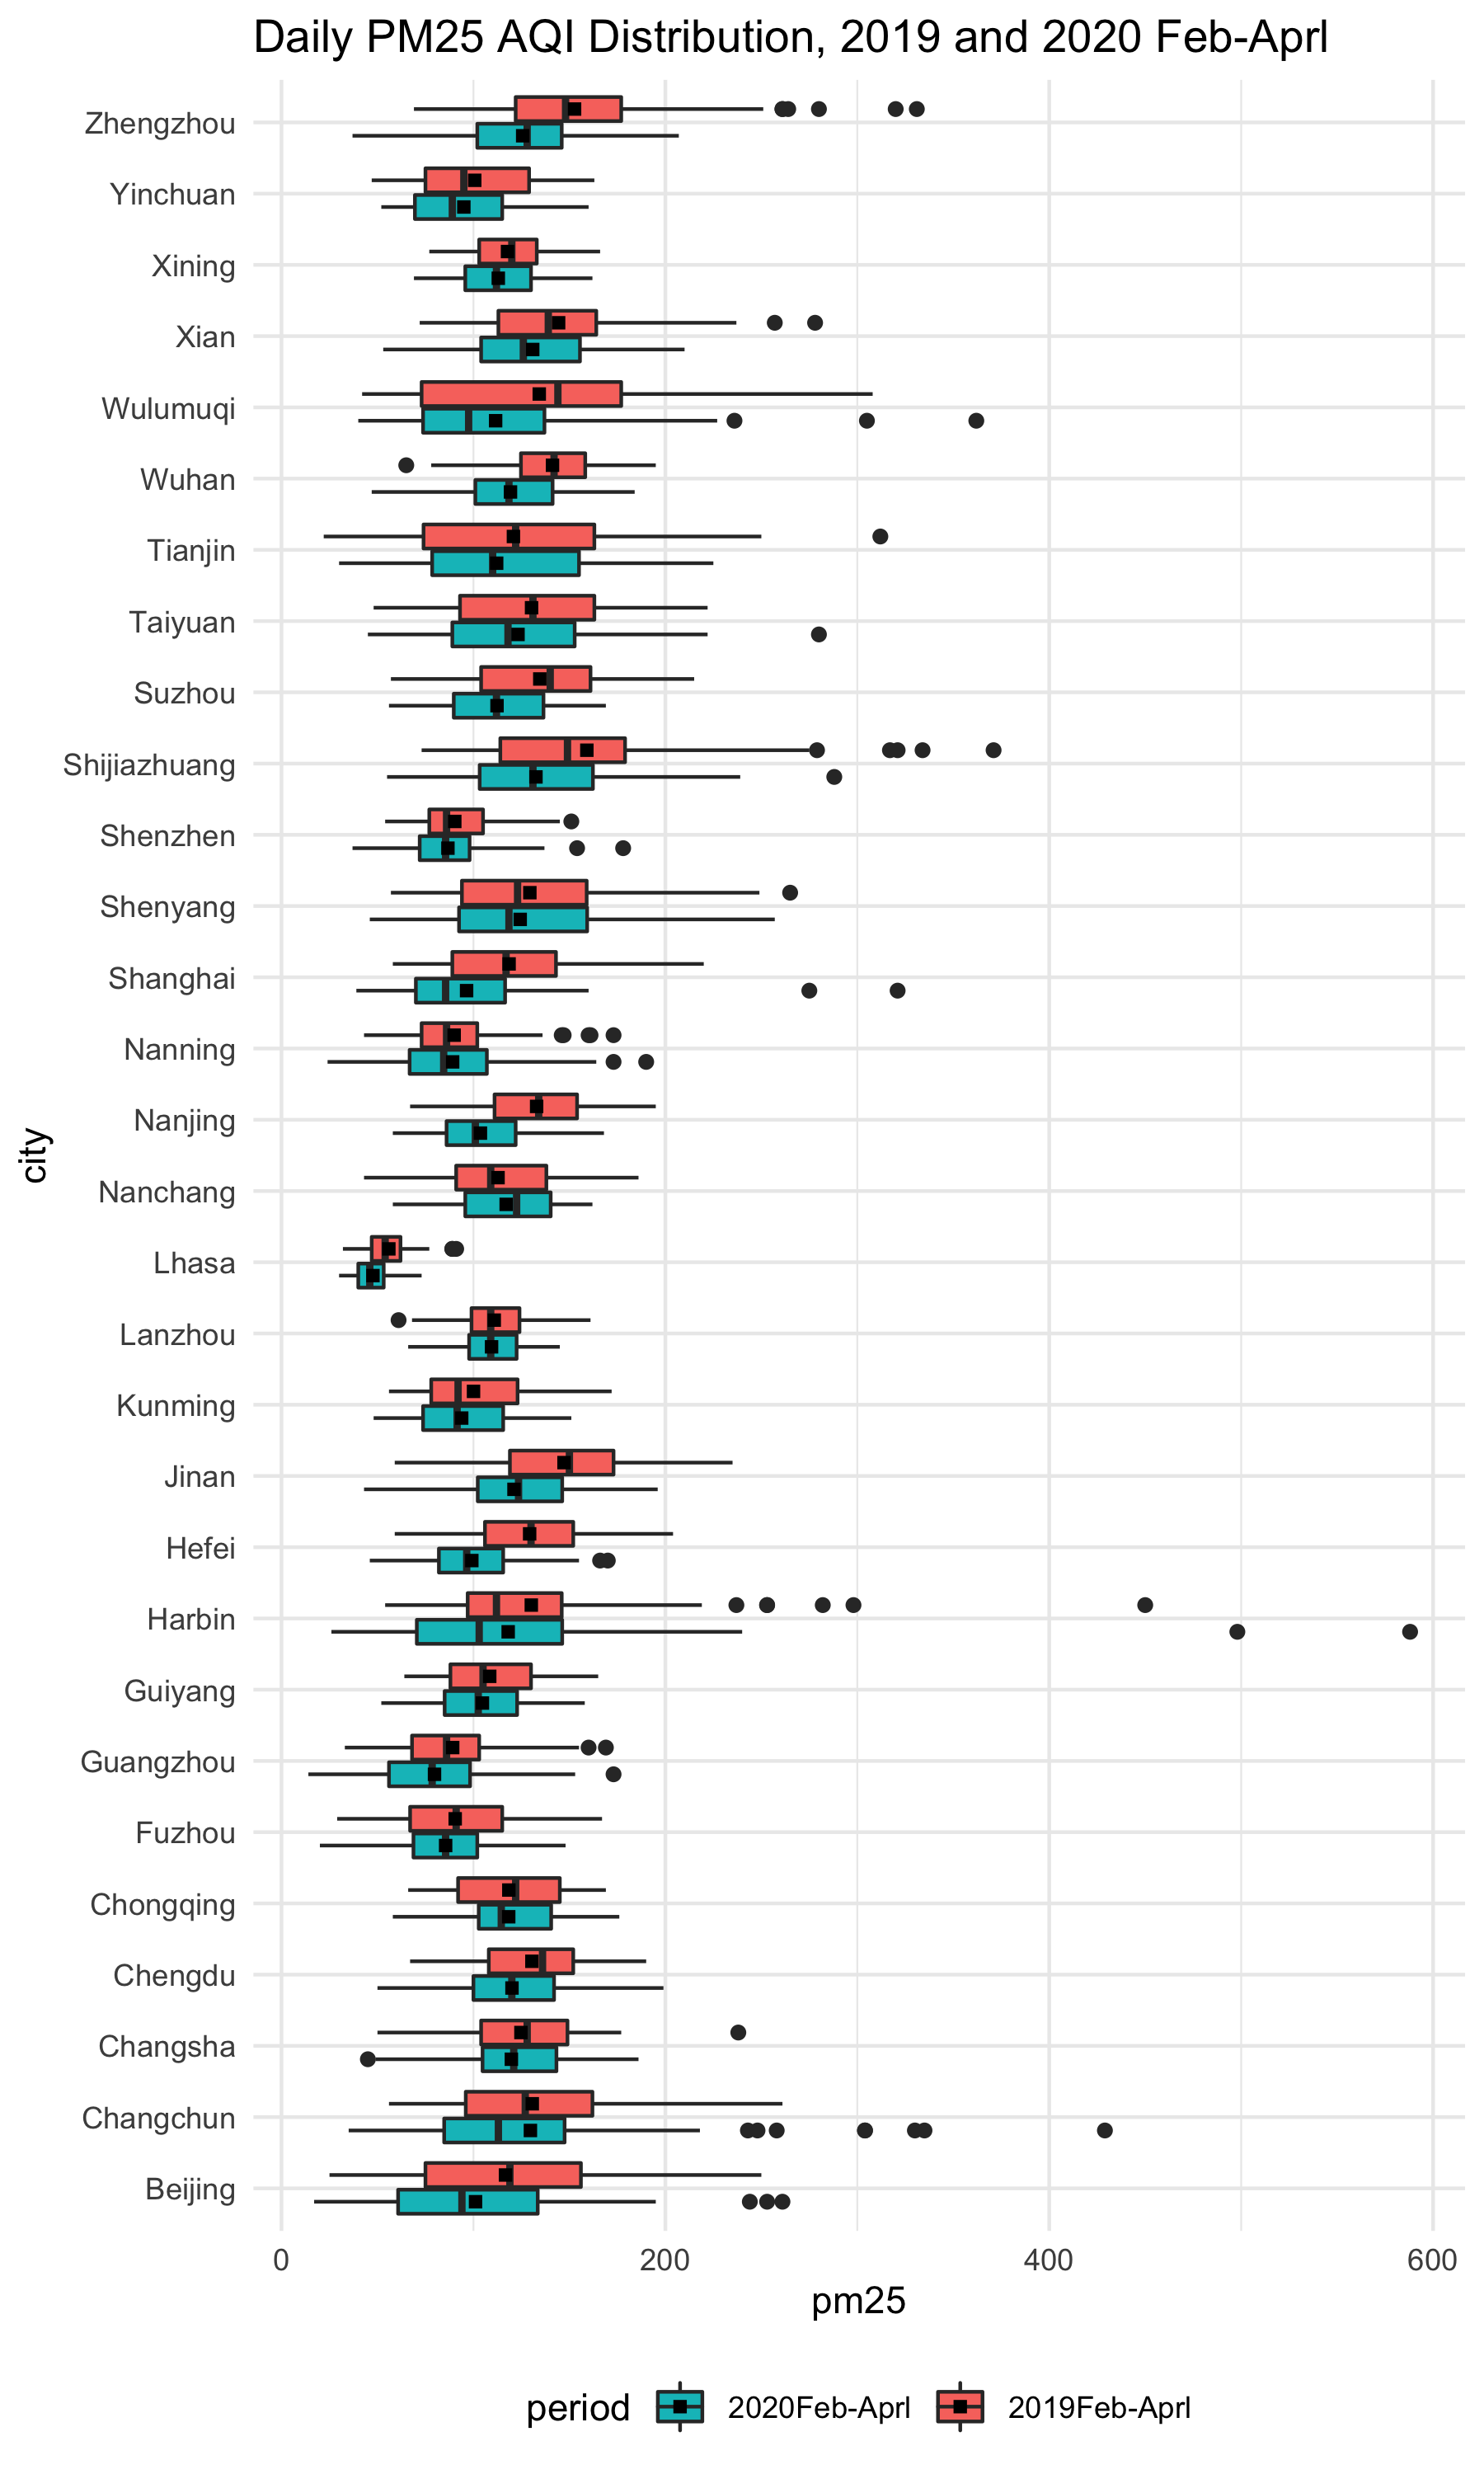 Daily PM25 AQI Distribution, 2019 and 2020 Feb-Aprl
Zhengzhou
Yinchuan
Xining
Xian
Wulumuqi
Wuhan
Tianjin
Taiyuan
Suzhou
Shijiazhuang
Shenzhen
Shenyang
Shanghai
Nanning
Nanjing
city
Nanchang
Lhasa
Lanzhou
Kunming
Jinan
Hefei
Harbin
Guiyang
Guangzhou
Fuzhou
Chongqing
Chengdu
Changsha
Changchun
Beijing
0 200 400 600
pm25
period 2020Feb-Aprl 2019Feb-Aprl